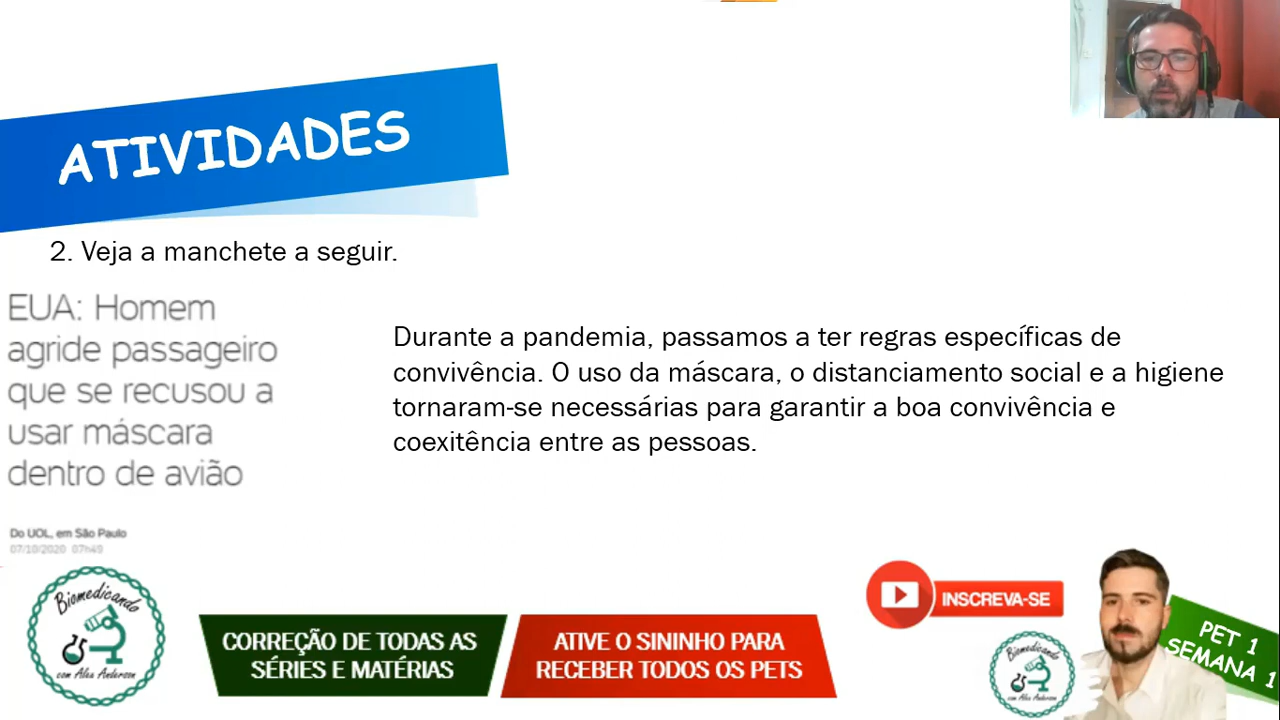 ATIVIDADES
2. Veja a manchete a seguir.
EUA: Homem
agride passageiro
que se recusou a
usar máscara
dentro de avião
Do UOL, em São Paulo
07/10/2020 07h49
Durante a pandemia, passamos a ter regras específicas de
convivência. O uso da máscara, o distanciamento social e a higiene
tornaram-se necessárias para garantir a boa convivência e
coexitência entre as pessoas.
Biomedicando
com Alex Anderson
CORREÇÃO DE TODAS AS
SÉRIES E MATÉRIAS
ATIVE O SININHO PARA
RECEBER TODOS OS PETS
INSCREVA-SE
Biomedicando
com Alex Anderson
PET 1
SEMANA 1